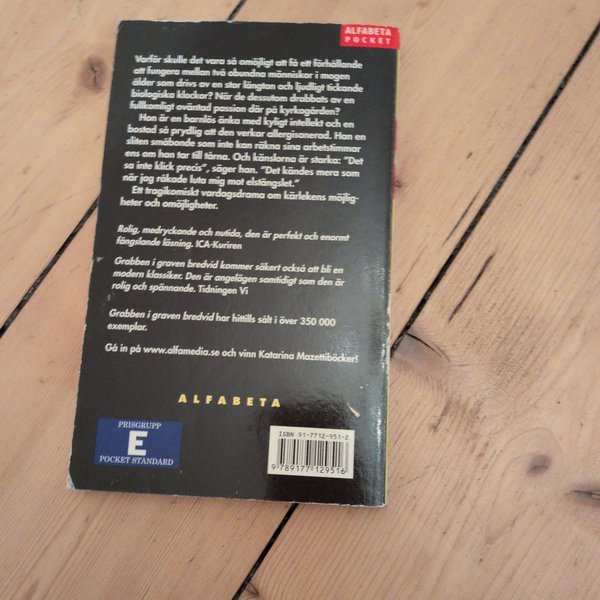 ALFABETA
POCKET
Varför skulle det vara så omöjligt att få ett förhållande
att fungera mellan två obundna människor i mogen
ålder som drivs av en stor längtan och ljudligt tickande
biologiska klockor? När de dessutom drabbats av en
fullkomligt oväntad passion där på kyrkogården?
Hon är en barnlös änka med kyligt intellekt och en
bostad så prydlig att den verkar allergisanerad. Han en
sliten småbonde som inte kan räkna sina arbetstimmar
ens om han tar till tårna. Och känslorna är starka: "Det
sa inte klick precis", säger han. "Det kändes mera som
när jag råkade luta mig mot elstängslet."
Ett tragikomiskt vardagsdrama om kärlekens möjlig-
heter och omöjligheter.
Rolig, medryckande och nutida, den är perfekt och enormt
fängslande läsning. ICA-Kuriren
Grabben i graven bredvid kommer säkert också att bli en
modern klassiker. Den är angelägen samtidigt som den är
rolig och spännande. Tidningen Vi
Grabben i graven bredvid har hittills sålt i över 350 000
exemplar.
Gå in på www.alfamedia.se och vinn Katarina Mazettiböcker!
ALFABETA
PRISGRUPP
E
POCKET STANDARD
ISBN 91-7712-951-2
9 789177 129516